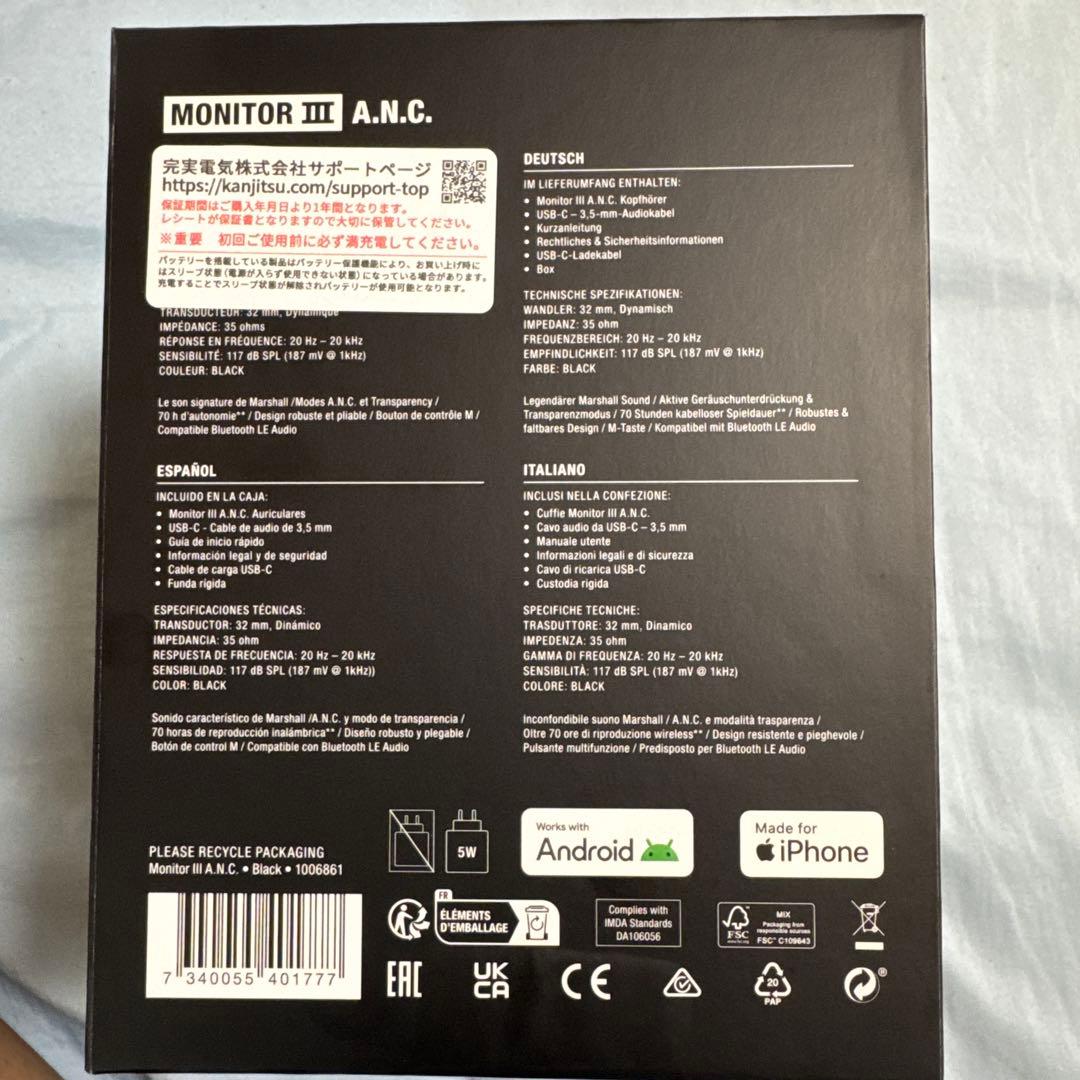 MONITOR III A.N.C.
完実電気株式会社サポートページ
https://kanjitsu.com/support-top
保証期間はご購入年月日より1年間となります。
レシートが保証書となりますので大切に保管してください。
※重要 初回ご使用前に必ず満充電してください。
バッテリーを搭載している製品はバッテリー保護機能により、お買い上げ時に
はスリープ状態(電源が入らず使用できない状態)になっている場合があります。
充電することでスリープ状態が解除されバッテリーが使用可能となります。
TRANSDUCTEUR: 32 mm, Dynamique
IMPÉDANCE: 35 ohms
RÉPONSE EN FRÉQUENCE: 20 Hz – 20 kHz
SENSIBILITÉ: 117 dB SPL (187 mV @ 1kHz)
COULEUR: BLACK
Le son signature de Marshall /Modes A.N.C. et Transparency /
70 h d'autonomie** / Design robuste et pliable / Bouton de contrôle M /
Compatible Bluetooth LE Audio
DEUTSCH
IM LIEFERUMFANG ENTHALTEN:
• Monitor III A.N.C. Kopfhörer
• USB-C – 3,5-mm-Audiokabel
• Kurzanleitung
• Rechtliches & Sicherheitsinformationen
• USB-C-Ladekabel
• Box
TECHNISCHE SPEZIFIKATIONEN:
WANDLER: 32 mm, Dynamisch
IMPEDANZ: 35 ohm
FREQUENZBEREICH: 20 Hz – 20 kHz
EMPFINDLICHKEIT: 117 dB SPL (187 mV @ 1kHz)
FARBE: BLACK
Legendärer Marshall Sound / Aktive Geräuschunterdrückung &
Transparenzmodus / 70 Stunden kabelloser Spieldauer** / Robustes &
faltbares Design / M-Taste / Kompatibel mit Bluetooth LE Audio
ESPAÑOL
INCLUIDO EN LA CAJA:
• Monitor III A.N.C. Auriculares
• USB-C - Cable de audio de 3,5 mm
• Guía de inicio rápido
• Información legal y de seguridad
• Cable de carga USB-C
• Funda rígida
ESPECIFICACIONES TÉCNICAS:
TRANSDUCTOR: 32 mm, Dinámico
IMPEDANCIA: 35 ohm
RESPUESTA DE FRECUENCIA: 20 Hz – 20 kHz
SENSIBILIDAD: 117 dB SPL (187 mV @ 1kHz))
COLOR: BLACK
Sonido característico de Marshall /A.N.C. y modo de transparencia /
70 horas de reproducción inalámbrica** / Diseño robusto y plegable /
Botón de control M / Compatible con Bluetooth LE Audio
ITALIANO
INCLUSI NELLA CONFEZIONE:
• Cuffie Monitor III A.N.C.
• Cavo audio da USB-C – 3,5 mm
• Manuale utente
• Informazioni legali e di sicurezza
• Cavo di ricarica USB-C
• Custodia rigida
SPECIFICHE TECNICHE:
TRASDUTTORE: 32 mm, Dinamico
IMPEDENZA: 35 ohm
GAMMA DI FREQUENZA: 20 Hz – 20 kHz
SENSIBILITÀ: 117 dB SPL (187 mV @ 1kHz))
COLORE: BLACK
Inconfondibile suono Marshall / A.N.C. e modalità trasparenza /
Oltre 70 ore di riproduzione wireless** / Design resistente e pieghevole /
Pulsante multifunzione / Predisposto per Bluetooth LE Audio
PLEASE RECYCLE PACKAGING
Monitor III A.N.C. • Black • 1006861
5W
Works with
Android
Made for
iPhone
7 340055 401777
FR
ÉLÉMENTS
D'EMBALLAGE
Complies with
IMDA Standards
DA106056
FSC
www.fsc.org
MIX
Packaging from
responsible sources
FSC™ C109643
EAC
UK
CA
CE
20
PAP
®